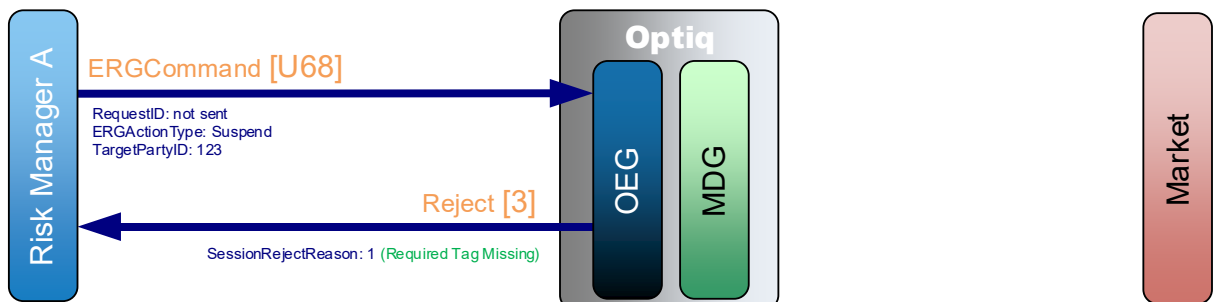 Risk Manager A
ERGCommand [U68]
RequestID: not sent
ERGActionType: Suspend
TargetPartyID: 123
Reject [3]
SessionRejectReason: 1 (Required Tag Missing)
Optiq
OEG
MDG
Market